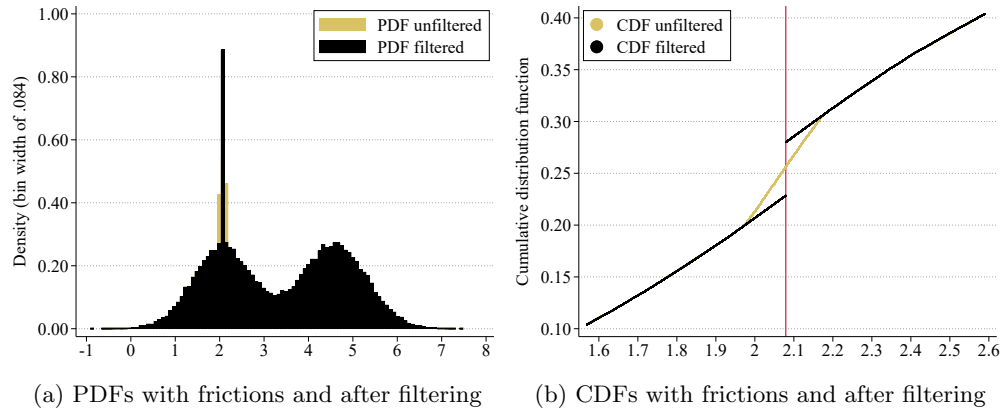 PDF unfiltered
PDF filtered
Density (bin width of .084)
1.00
0.80
0.60
0.40
0.20
0.00
-1 0 1 2 3 4 5 6 7 8
(a) PDFs with frictions and after filtering
CDF unfiltered
CDF filtered
Cumulative distribution function
0.40
0.35
0.30
0.25
0.20
0.15
0.10
1.6 1.7 1.8 1.9 2 2.1 2.2 2.3 2.4 2.5 2.6
(b) CDFs with frictions and after filtering